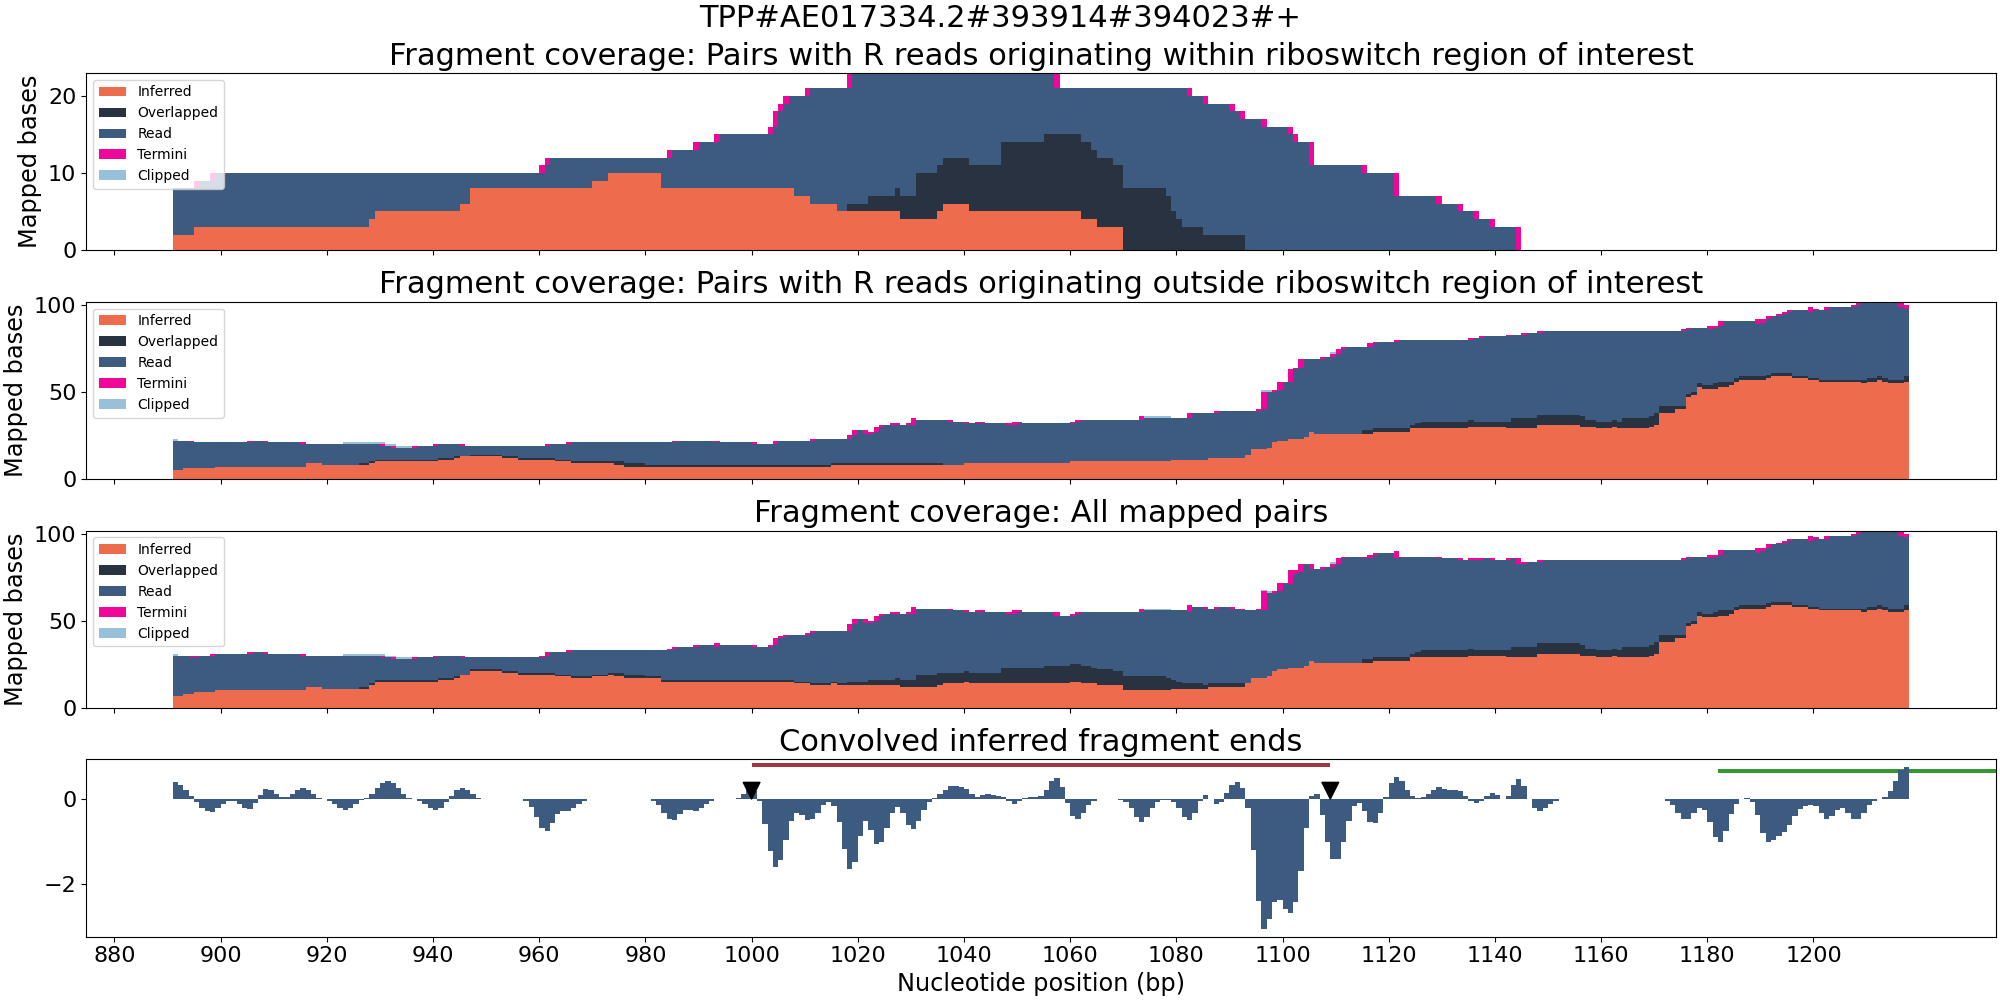 TPP#AE017334.2#393914#394023#+
Fragment coverage: Pairs with R reads originating within riboswitch region of interest
Mapped bases
20
10
0
Inferred
Overlapped
Read
Termini
Clipped
Fragment coverage: Pairs with R reads originating outside riboswitch region of interest
Mapped bases
100
50
0
Inferred
Overlapped
Read
Termini
Clipped
Fragment coverage: All mapped pairs
Mapped bases
100
50
0
Inferred
Overlapped
Read
Termini
Clipped
Convolved inferred fragment ends
0
−2
880 900 920 940 960 980 1000 1020 1040 1060 1080 1100 1120 1140 1160 1180 1200
Nucleotide position (bp)